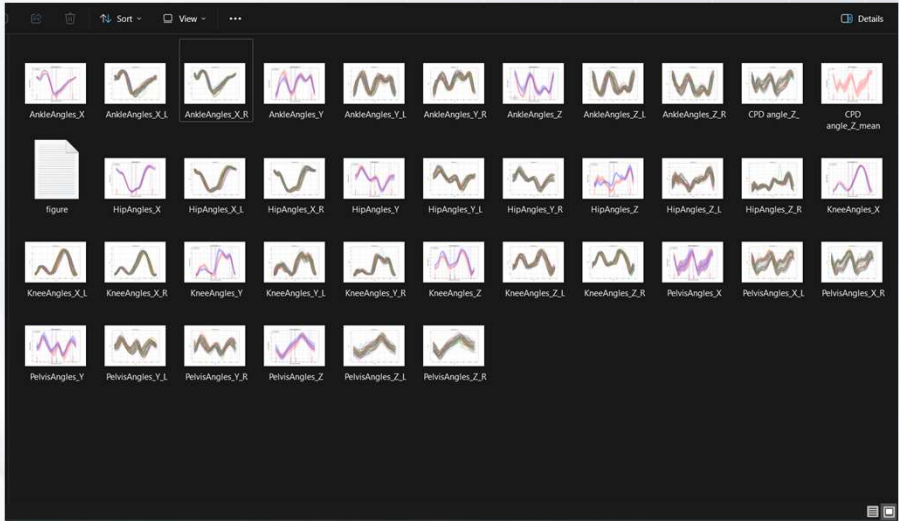 Sort
View
Details
AnkleAngles_X
AnkleAngles_X_L
AnkleAngles_X_R
AnkleAngles_Y
AnkleAngles_Y_L
AnkleAngles_Y_R
AnkleAngles_Z
AnkleAngles_Z_L
AnkleAngles_Z_R
CPD angle_Z_
CPD
angle_Z_mean
figure
HipAngles_X
HipAngles_X_L
HipAngles_X_R
HipAngles_Y
HipAngles_Y_L
HipAngles_Y_R
HipAngles_Z
HipAngles_Z_L
HipAngles_Z_R
KneeAngles_X
KneeAngles_X_L
KneeAngles_X_R
KneeAngles_Y
KneeAngles_Y_L
KneeAngles_Y_R
KneeAngles_Z
KneeAngles_Z_L
KneeAngles_Z_R
PelvisAngles_X
PelvisAngles_X_L
PelvisAngles_X_R
PelvisAngles_Y
PelvisAngles_Y_L
PelvisAngles_Y_R
PelvisAngles_Z
PelvisAngles_Z_L
PelvisAngles_Z_R